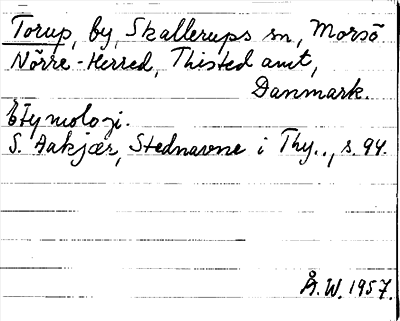 Torup, by, Skallerups sn, Morsö
Nörre-Herred, Thisted amt,
Danmark.
Etymologi.
S. Aakjær, Stednavne i Thy.., s. 94.
Å.W. 1957.